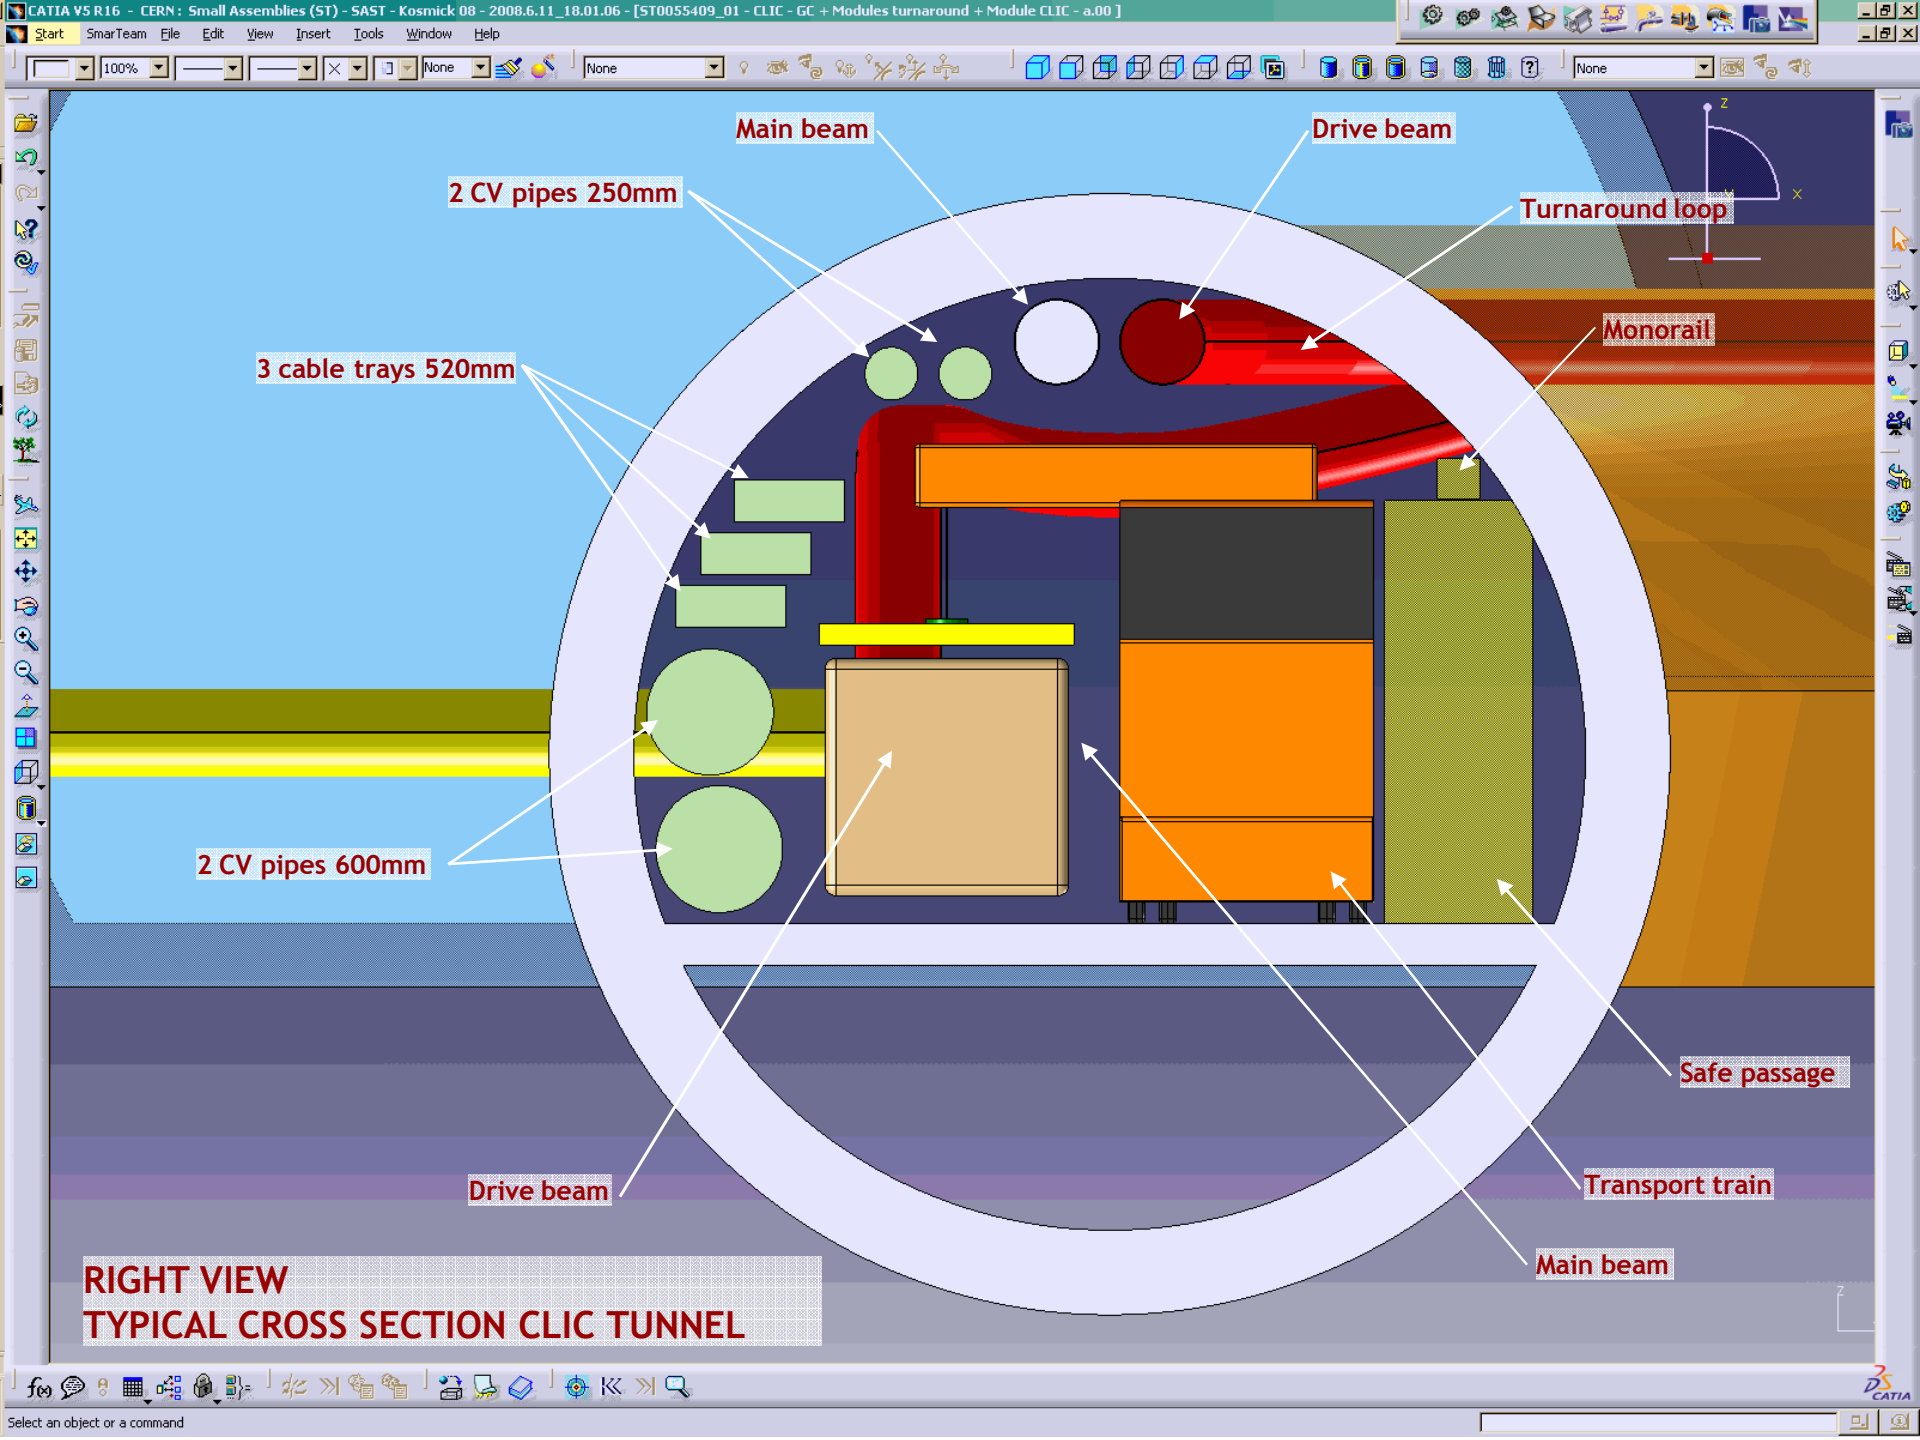 CATIA V5 R16 - CERN : Small Assemblies (ST) - SAST - Kosmick 08 - 2008.6.11_18.01.06 - [ST0055409_01 - CLIC - GC + Modules turnaround + Module CLIC - a.00 ]
Start SmarTeam File Edit View Insert Tools Window Help
100% None None None
Main beam
Drive beam
2 CV pipes 250mm
Turnaround loop
Monorail
3 cable trays 520mm
2 CV pipes 600mm
Safe passage
Drive beam
Transport train
Main beam
RIGHT VIEW
TYPICAL CROSS SECTION CLIC TUNNEL
z
x
z
f(x)
CATIA
Select an object or a command